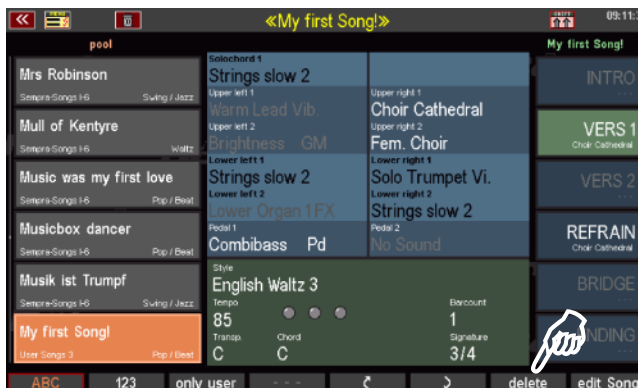 MENU
«My first Song!»
SHIFT
09:11:
pool
My first Song!
Mrs Robinson
Sempra-Songs I-6 Swing / Jazz
Mull of Kentyre
Sempra-Songs I-6 Waltz
Music was my first love
Sempra-Songs I-6 Pop / Beat
Musicbox dancer
Sempra-Songs I-6 Pop / Beat
Musik ist Trumpf
Sempra-Songs I-6 Swing / Jazz
My first Song!
User Songs 3 Pop / Beat
Solochord 1
Strings slow 2
Upper left 1
Warm Lead Vib.
Upper right 1
Choir Cathedral
Upper left 2
Brightness GM
Upper right 2
Fem. Choir
Lower left 1
Strings slow 2
Lower right 1
Solo Trumpet Vi.
Lower left 2
Lower Organ 1FX
Lower right 2
Strings slow 2
Pedal 1
Combibass Pd
Pedal 2
No Sound
Style
English Waltz 3
Tempo
85
Barcount
1
Transp.
C
Chord
C
Signature
3/4
INTRO
- - -
VERS 1
Choir Cathedral
VERS 2
- - -
REFRAIN
Choir Cathedral
BRIDGE
- - -
NDING
- - -
ABC 123 only user - - - delete edit Song